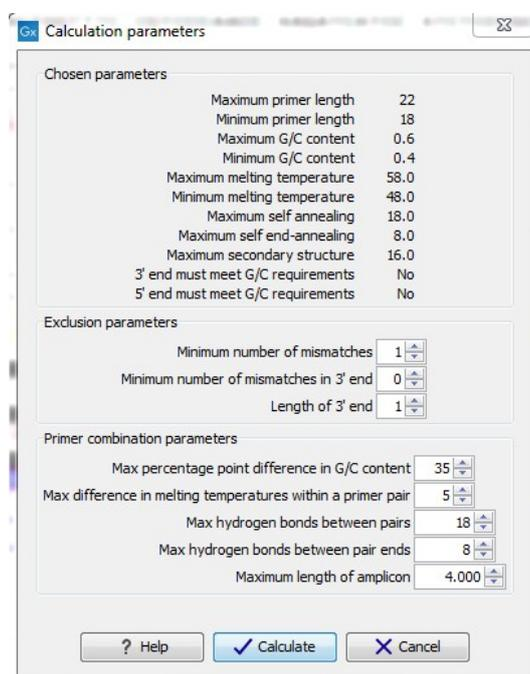 Gx Calculation parameters
Chosen parameters
Maximum primer length 22
Minimum primer length 18
Maximum G/C content 0.6
Minimum G/C content 0.4
Maximum melting temperature 58.0
Minimum melting temperature 48.0
Maximum self annealing 18.0
Maximum self end-annealing 8.0
Maximum secondary structure 16.0
3' end must meet G/C requirements No
5' end must meet G/C requirements No
Exclusion parameters
Minimum number of mismatches 1
Minimum number of mismatches in 3' end 0
Length of 3' end 1
Primer combination parameters
Max percentage point difference in G/C content 35
Max difference in melting temperatures within a primer pair 5
Max hydrogen bonds between pairs 18
Max hydrogen bonds between pair ends 8
Maximum length of amplicon 4.000
? Help Calculate Cancel